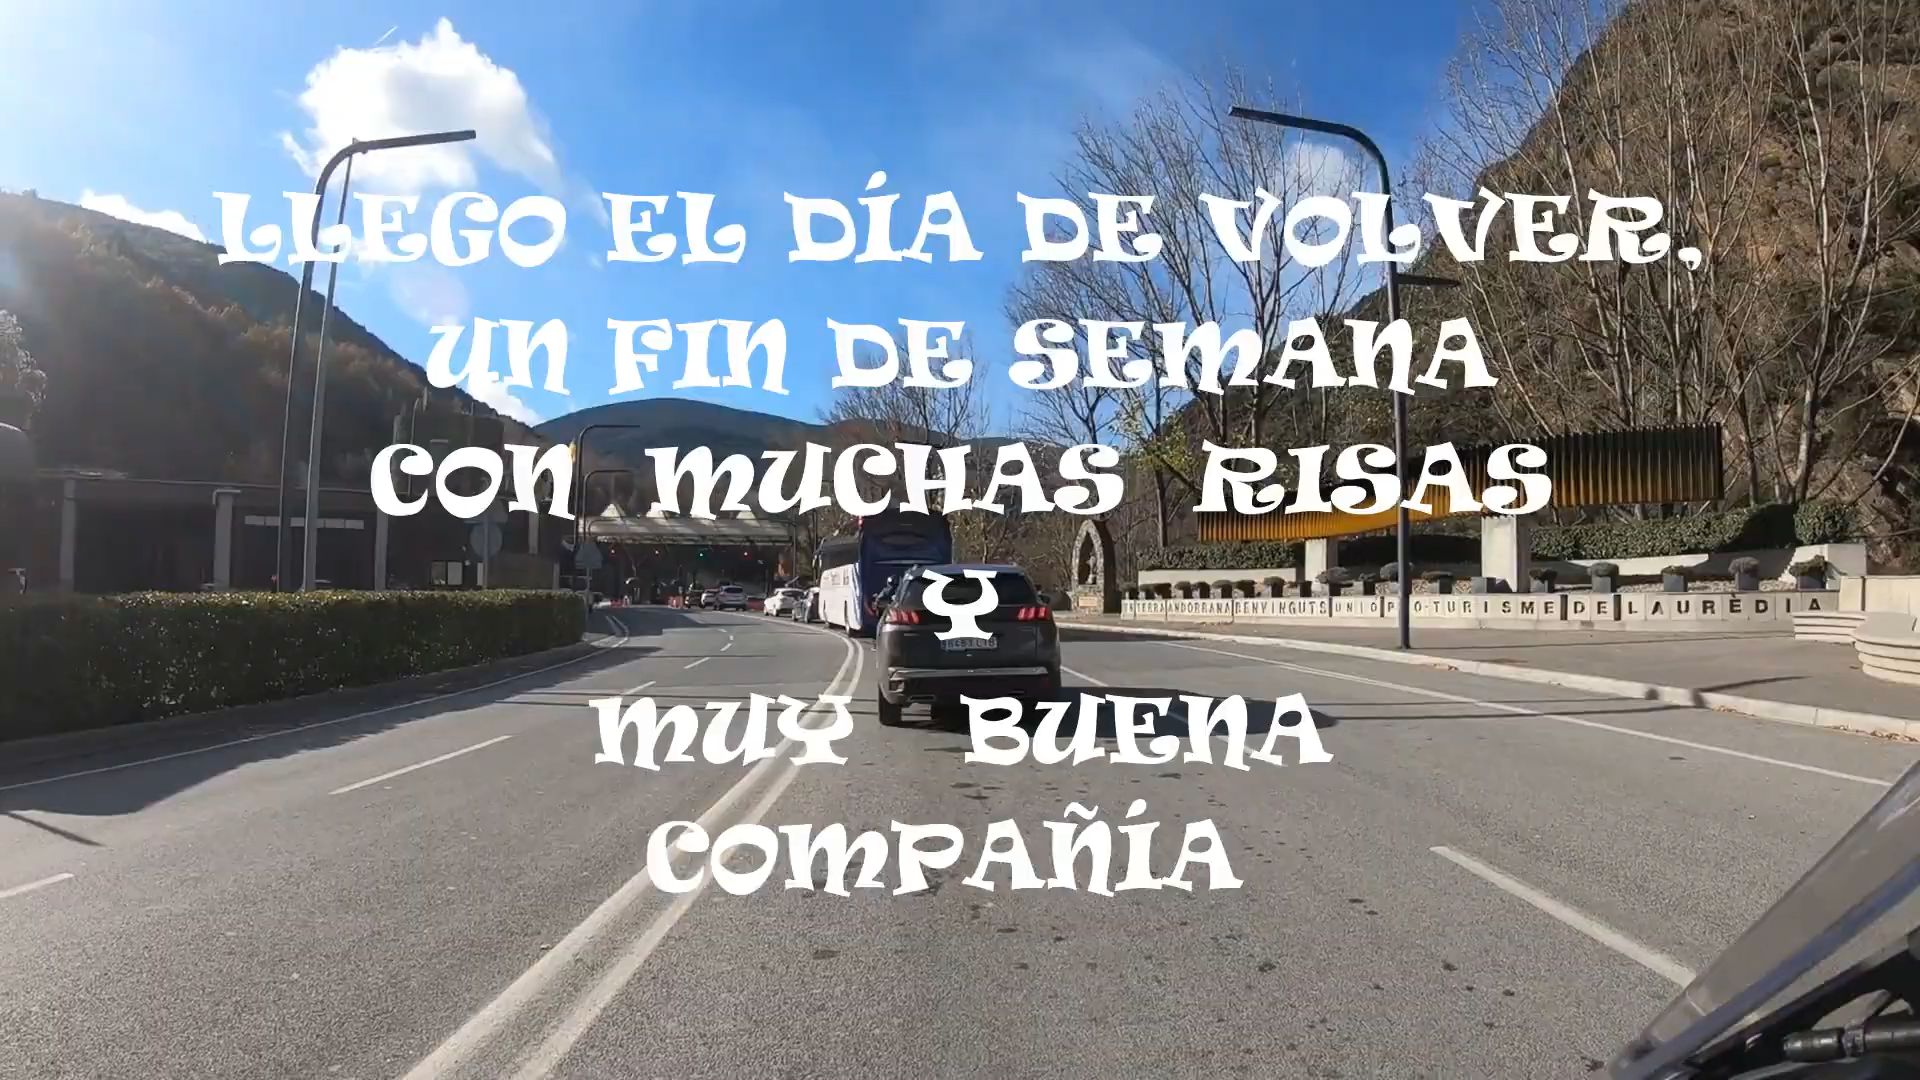 LLEGO EL DÍA DE VOLVER,
UN FIN DE SEMANA
CON MUCHAS RISAS
Y
MUY BUENA
COMPAÑÍA
TERRA ANDORRANA BENVINGUTS UNIÓ PRO-TURISME DE LAURÈDIA